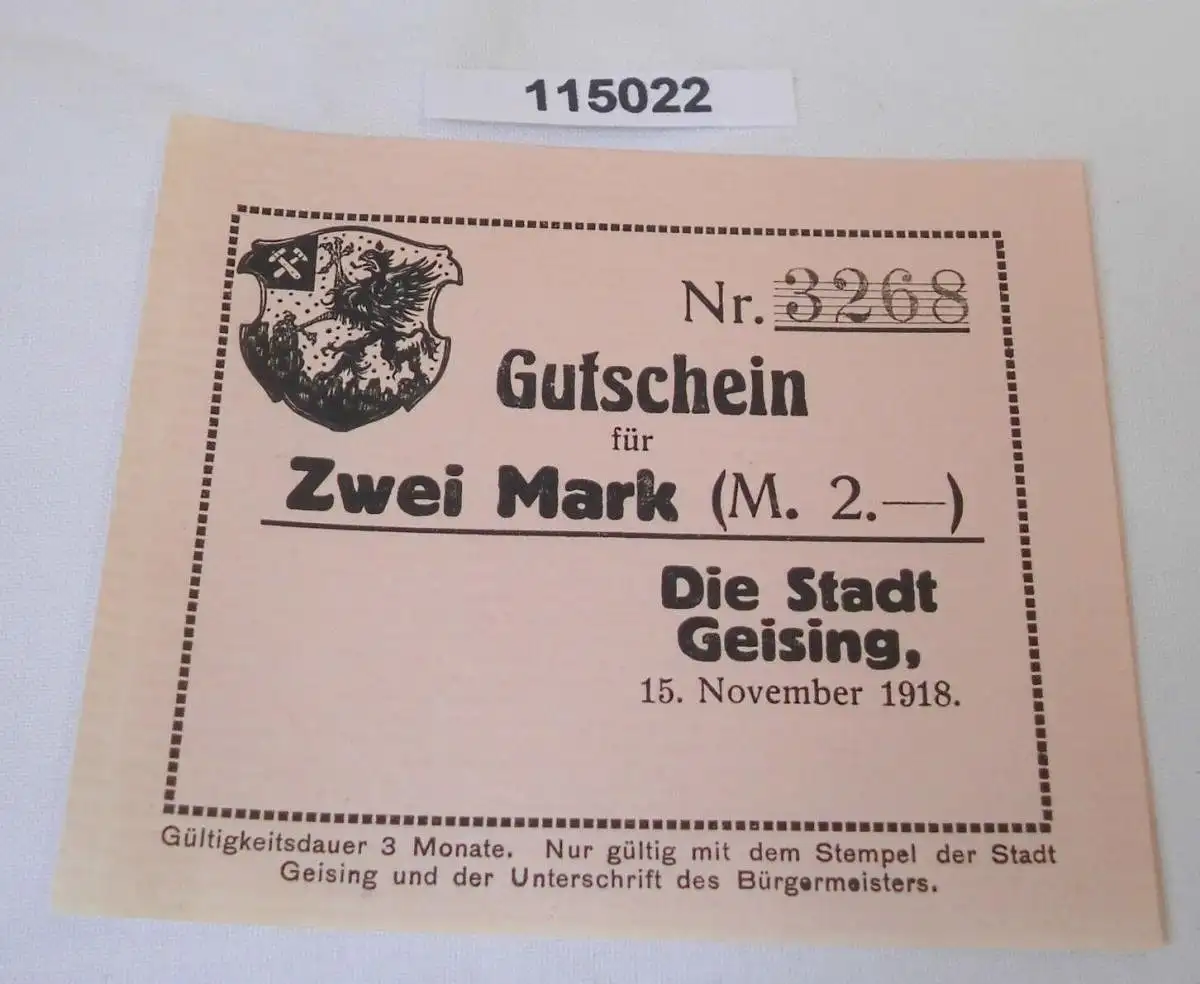 115022
Nr. 3268
Gutschein
für
Zwei Mark (M. 2.—)
Die Stadt
Geising,
15. November 1918.
Gültigkeitsdauer 3 Monate. Nur gültig mit dem Stempel der Stadt
Geising und der Unterschrift des Bürgermeisters.